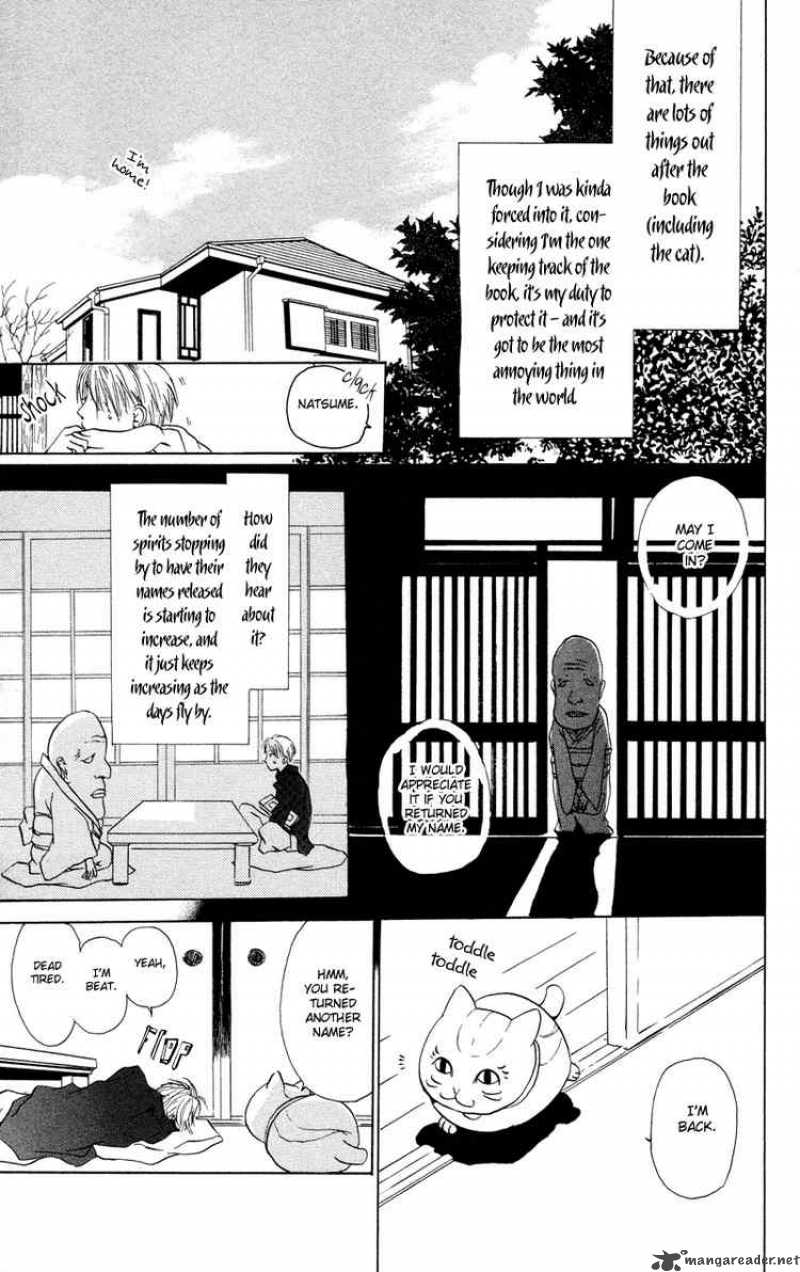 Because of
that, there
are lots of
things out
after the
book
(including
the cat).
Though I was kinda
forced into it, con-
sidering I'm the one
keeping track of the
book, it's my duty to
protect it – and it's
got to be the most
annoying thing in
the world.
I'm
home!
clack
NATSUME.
shock
MAY I
COME
IN?
I WOULD
APPRECIATE
IT IF YOU
RETURNED
MY NAME.
How
did
they
hear
about
it?
The number of
spirits stopping
by to have their
names released
is starting to
increase, and
it just keeps
increasing as the
days fly by.
toddle
toddle
I'M
BACK.
HMM,
YOU RE-
TURNED
ANOTHER
NAME?
YEAH,
I'M
BEAT.
DEAD
TIRED.
FLOP
mangareader.net